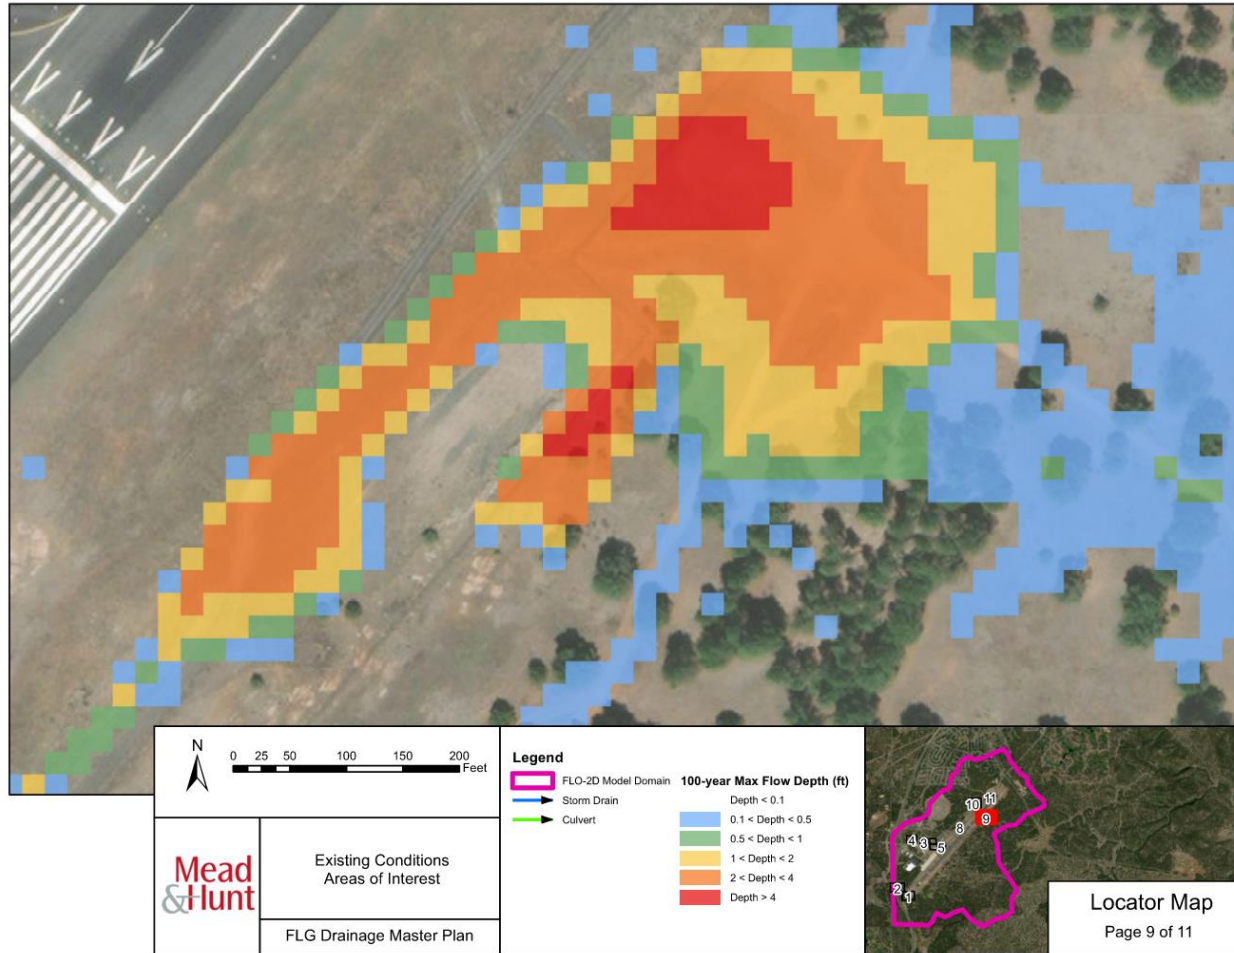 N
0 25 50 100 150 200
Feet
Mead
&Hunt
Existing Conditions
Areas of Interest
FLG Drainage Master Plan
Legend
FLO-2D Model Domain
Storm Drain
Culvert
100-year Max Flow Depth (ft)
Depth < 0.1
0.1 < Depth < 0.5
0.5 < Depth < 1
1 < Depth < 2
2 < Depth < 4
Depth > 4
11
10
9
8
4 3
5
2
1
Locator Map
Page 9 of 11